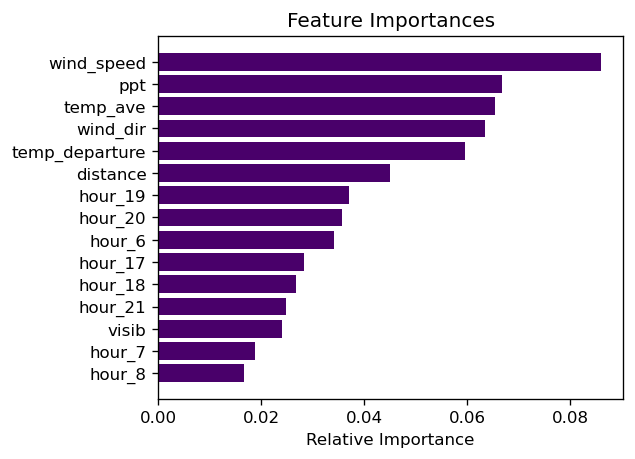 Feature Importances
wind_speed
ppt
temp_ave
wind_dir
temp_departure
distance
hour_19
hour_20
hour_6
hour_17
hour_18
hour_21
visib
hour_7
hour_8
0.00 0.02 0.04 0.06 0.08
Relative Importance